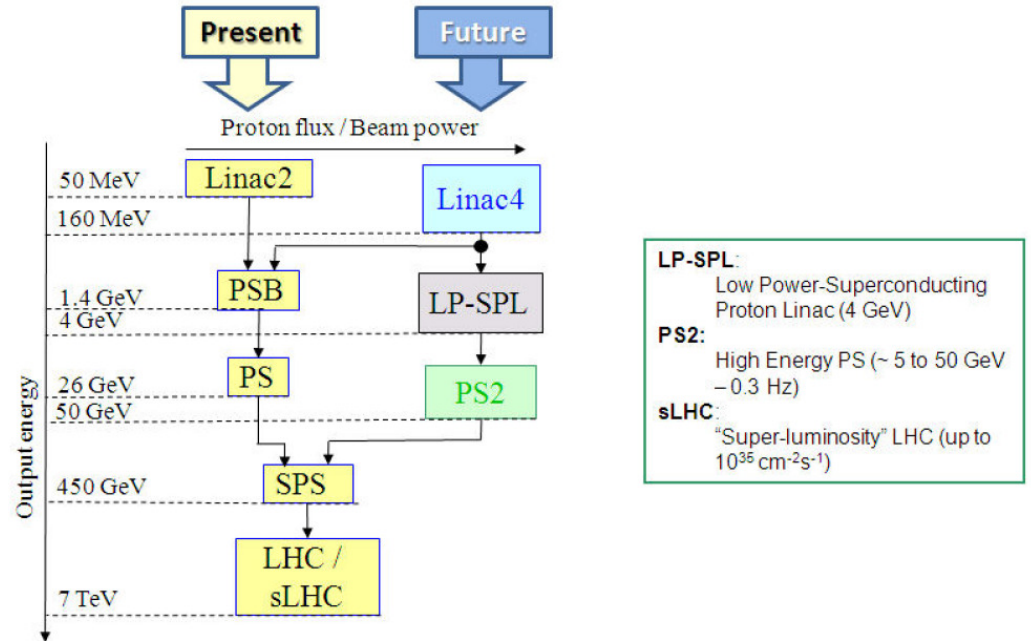 Present
Future
Proton flux / Beam power
Output energy
50 MeV
Linac2
Linac4
160 MeV
PSB
LP-SPL
1.4 GeV
4 GeV
PS
PS2
26 GeV
50 GeV
SPS
450 GeV
LHC /
sLHC
7 TeV
LP-SPL:
Low Power-Superconducting
Proton Linac (4 GeV)
PS2:
High Energy PS (~ 5 to 50 GeV
– 0.3 Hz)
sLHC:
“Super-luminosity” LHC (up to
10³⁵ cm⁻²s⁻¹)